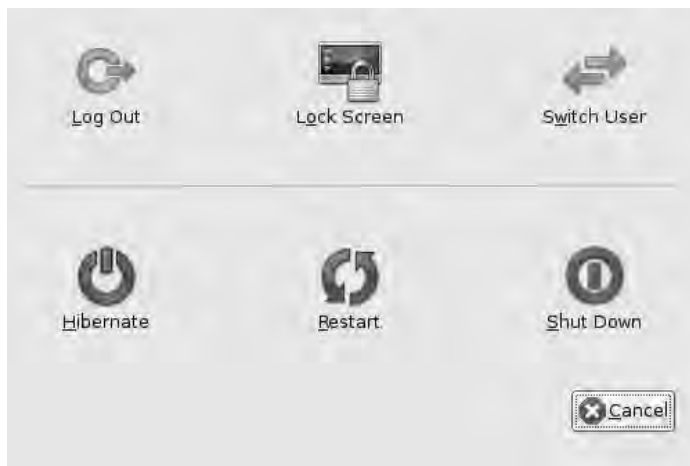 Log Out
Lock Screen
Switch User
Hibernate
Restart
Shut Down
Cancel